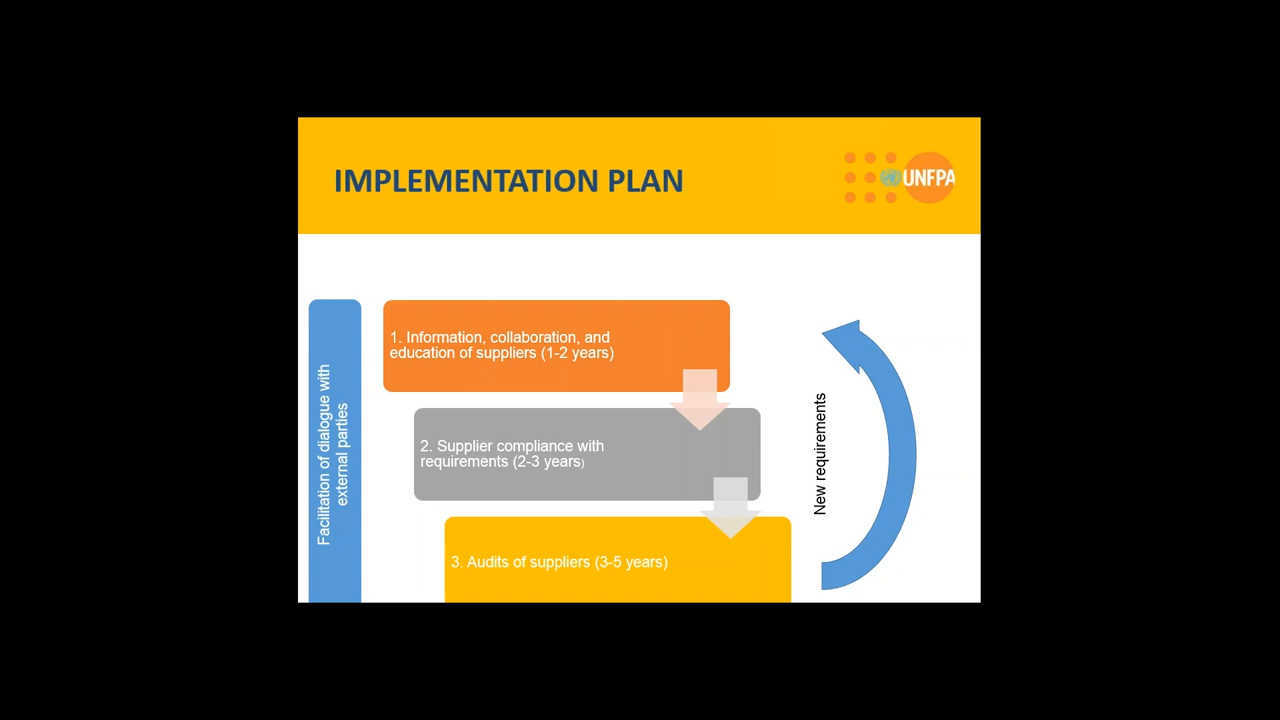 IMPLEMENTATION PLAN
UNFPA
Facilitation of dialogue with
external parties
1. Information, collaboration, and
education of suppliers (1-2 years)
2. Supplier compliance with
requirements (2-3 years)
3. Audits of suppliers (3-5 years)
New requirements